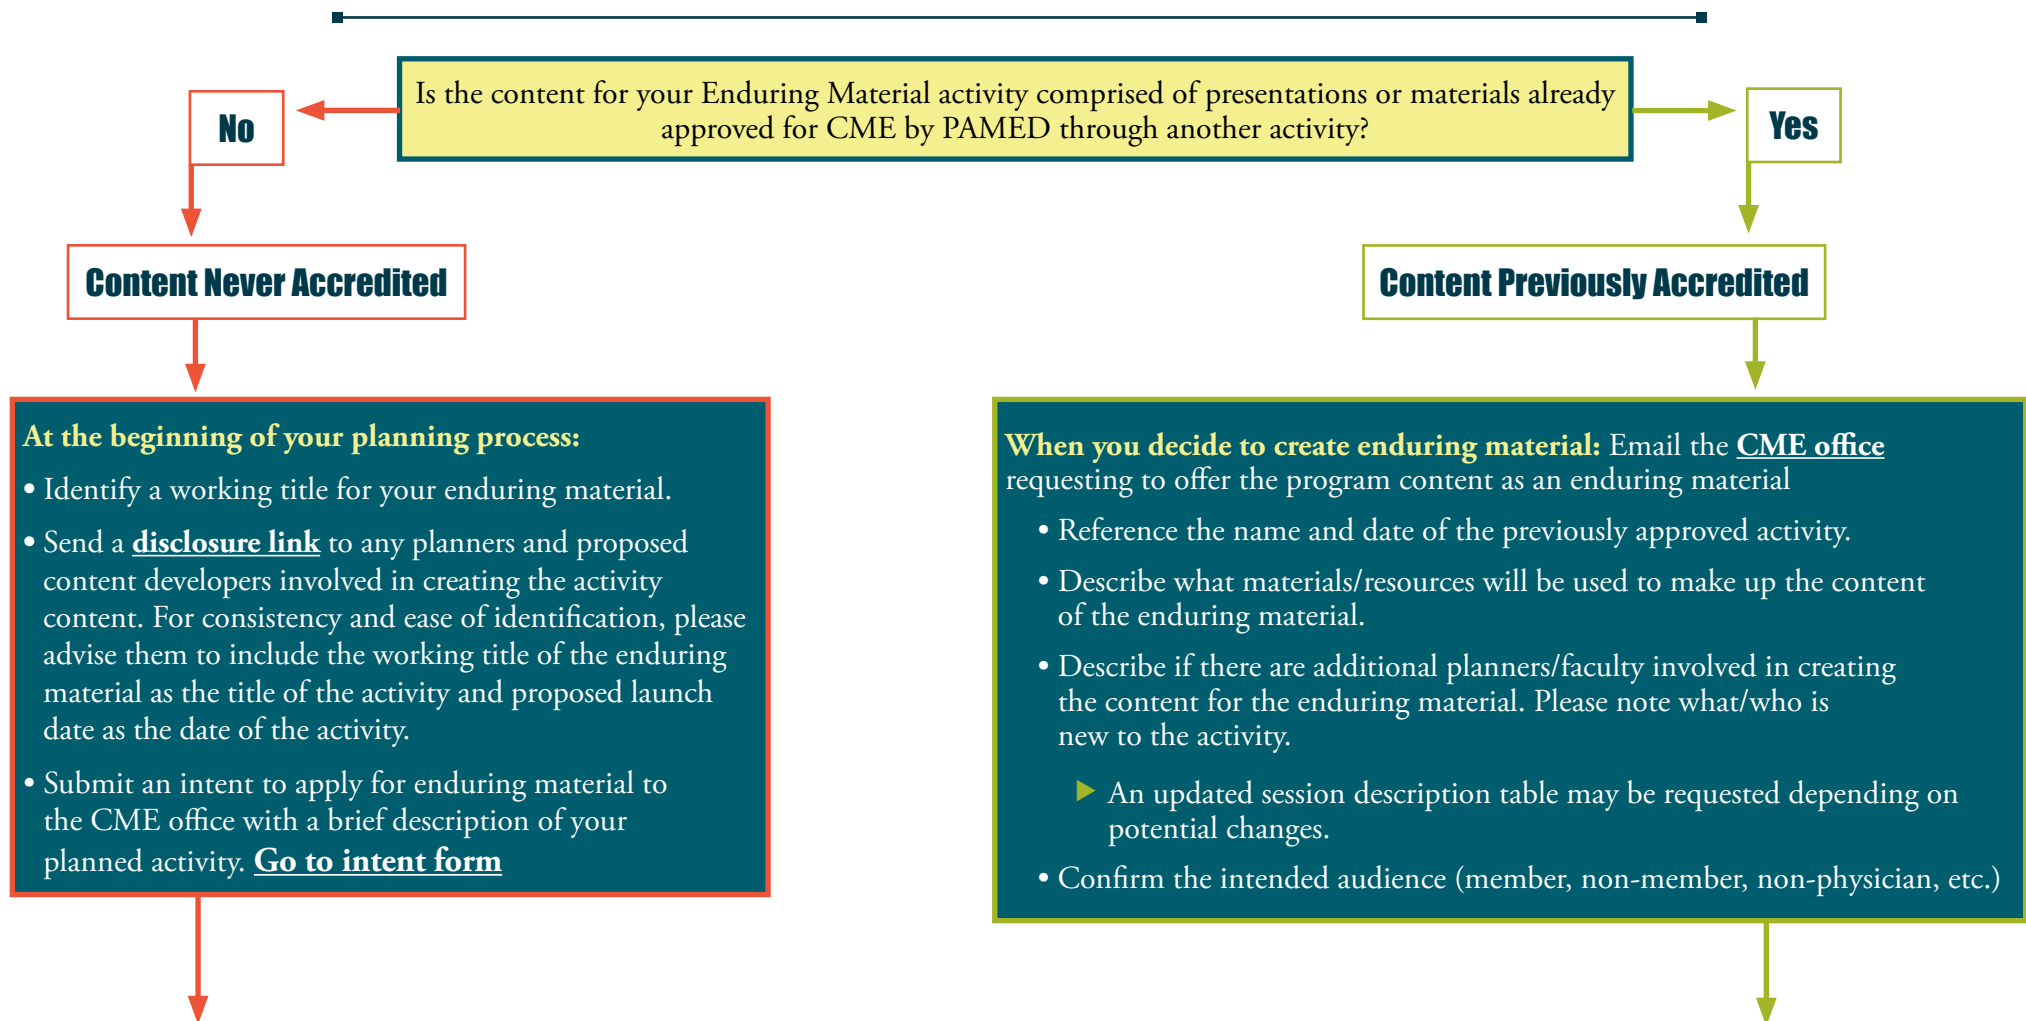 Is the content for your Enduring Material activity comprised of presentations or materials already
approved for CME by PAMED through another activity?
No
Yes
Content Never Accredited
Content Previously Accredited
At the beginning of your planning process:
• Identify a working title for your enduring material.
• Send a disclosure link to any planners and proposed
content developers involved in creating the activity
content. For consistency and ease of identification, please
advise them to include the working title of the enduring
material as the title of the activity and proposed launch
date as the date of the activity.
• Submit an intent to apply for enduring material to
the CME office with a brief description of your
planned activity. Go to intent form
When you decide to create enduring material: Email the CME office
requesting to offer the program content as an enduring material
• Reference the name and date of the previously approved activity.
• Describe what materials/resources will be used to make up the content
of the enduring material.
• Describe if there are additional planners/faculty involved in creating
the content for the enduring material. Please note what/who is
new to the activity.
▶ An updated session description table may be requested depending on
potential changes.
• Confirm the intended audience (member, non-member, non-physician, etc.)